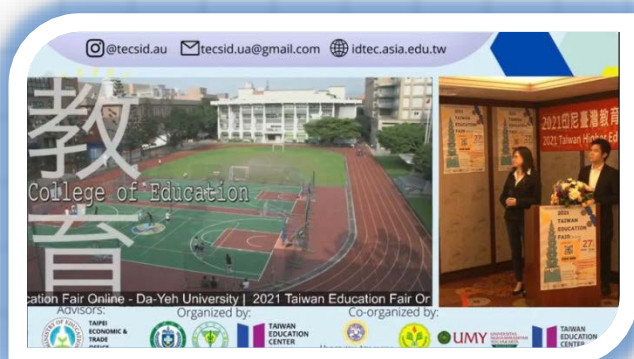 @tecsid.au tecsid.ua@gmail.com idtec.asia.edu.tw
教
育
College of Education
2021印尼臺灣教育
2021 Taiwan Higher Ed
2021
TAIWAN
EDUCATION
FAIR
27
cation Fair Online - Da-Yeh University | 2021 Taiwan Education Fair Or
Advisors:
Organized by:
Co-organized by:
TAIPEI
ECONOMIC &
TRADE
TAIWAN
EDUCATION
CENTER
UMY
TAIWAN
EDUCATION
CENTER